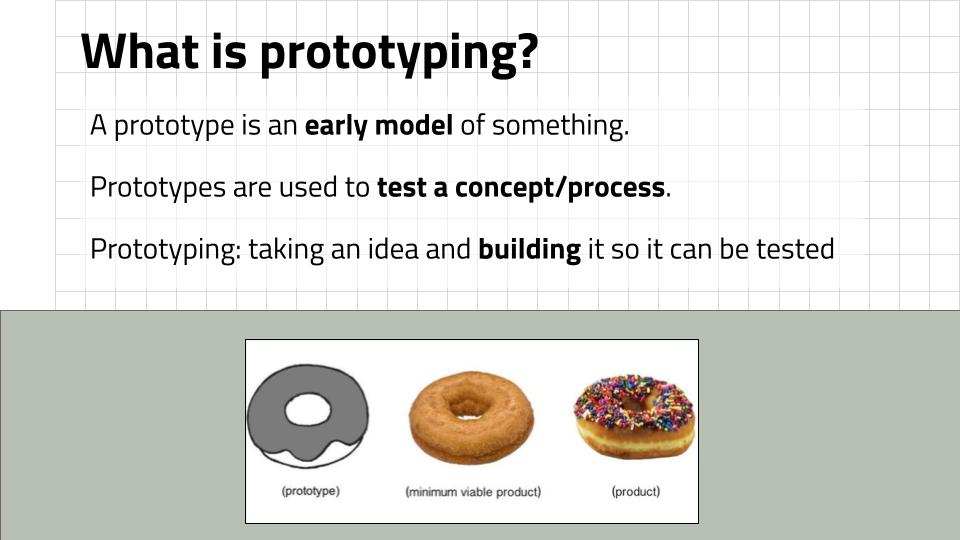 What is prototyping?
A prototype is an early model of something.
Prototypes are used to test a concept/process.
Prototyping: taking an idea and building it so it can be tested
(prototype) (minimum viable product) (product)